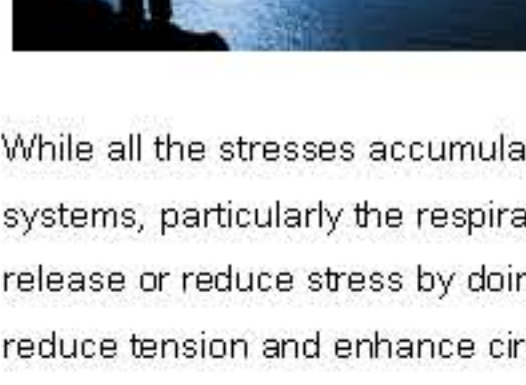 While all the stresses accumula
systems, particularly the respira
release or reduce stress by doin
reduce tension and enhance cir